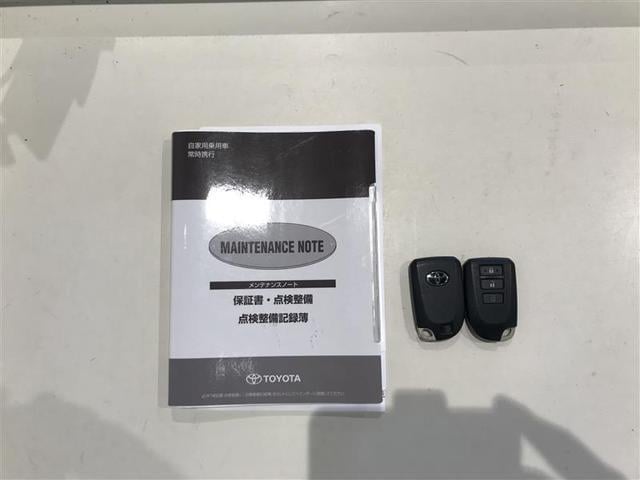 自家用乗用車
常時携行
MAINTENANCE NOTE
メンテナンスノート
保証書・点検整備
点検整備記録簿
TOYOTA